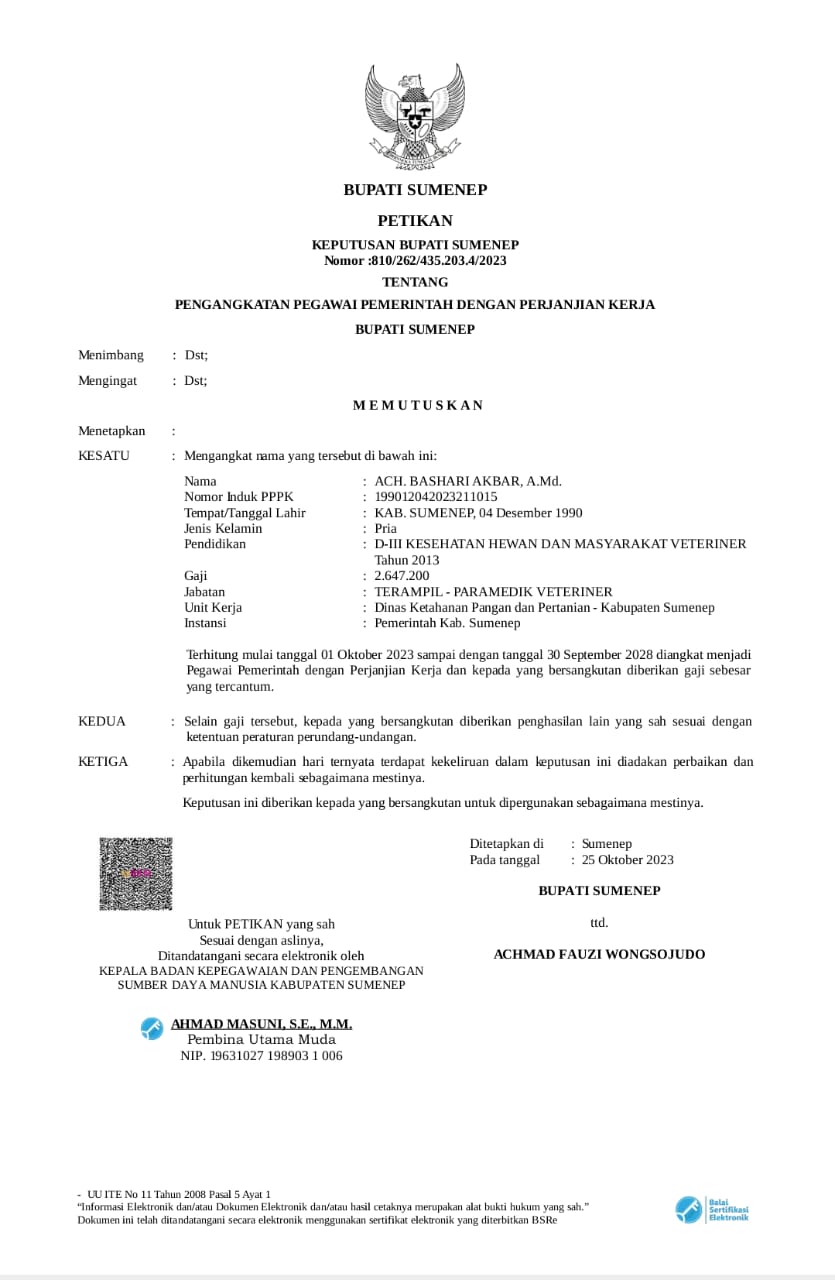 BUPATI SUMENEP
PETIKAN
KEPUTUSAN BUPATI SUMENEP
Nomor :810/262/435.203.4/2023
TENTANG
PENGANGKATAN PEGAWAI PEMERINTAH DENGAN PERJANJIAN KERJA
BUPATI SUMENEP
Menimbang : Dst;
Mengingat : Dst;
M E M U T U S K A N
Menetapkan :
KESATU : Mengangkat nama yang tersebut di bawah ini:
Nama : ACH. BASHARI AKBAR, A.Md.
Nomor Induk PPPK : 199012042023211015
Tempat/Tanggal Lahir : KAB. SUMENEP, 04 Desember 1990
Jenis Kelamin : Pria
Pendidikan : D-III KESEHATAN HEWAN DAN MASYARAKAT VETERINER
Tahun 2013
Gaji : 2.647.200
Jabatan : TERAMPIL - PARAMEDIK VETERINER
Unit Kerja : Dinas Ketahanan Pangan dan Pertanian - Kabupaten Sumenep
Instansi : Pemerintah Kab. Sumenep
Terhitung mulai tanggal 01 Oktober 2023 sampai dengan tanggal 30 September 2028 diangkat menjadi
Pegawai Pemerintah dengan Perjanjian Kerja dan kepada yang bersangkutan diberikan gaji sebesar
yang tercantum.
KEDUA : Selain gaji tersebut, kepada yang bersangkutan diberikan penghasilan lain yang sah sesuai dengan
ketentuan peraturan perundang-undangan.
KETIGA : Apabila dikemudian hari ternyata terdapat kekeliruan dalam keputusan ini diadakan perbaikan dan
perhitungan kembali sebagaimana mestinya.
Keputusan ini diberikan kepada yang bersangkutan untuk dipergunakan sebagaimana mestinya.
Ditetapkan di : Sumenep
Pada tanggal : 25 Oktober 2023
BUPATI SUMENEP
ttd.
ACHMAD FAUZI WONGSOJUDO
Untuk PETIKAN yang sah
Sesuai dengan aslinya,
Ditandatangani secara elektronik oleh
KEPALA BADAN KEPEGAWAIAN DAN PENGEMBANGAN
SUMBER DAYA MANUSIA KABUPATEN SUMENEP
AHMAD MASUNI, S.E., M.M.
Pembina Utama Muda
NIP. 19631027 198903 1 006
- UU ITE No 11 Tahun 2008 Pasal 5 Ayat 1
“Informasi Elektronik dan/atau Dokumen Elektronik dan/atau hasil cetaknya merupakan alat bukti hukum yang sah.”
Dokumen ini telah ditandatangani secara elektronik menggunakan sertifikat elektronik yang diterbitkan BSRe
Balai
Sertifikasi
Elektronik